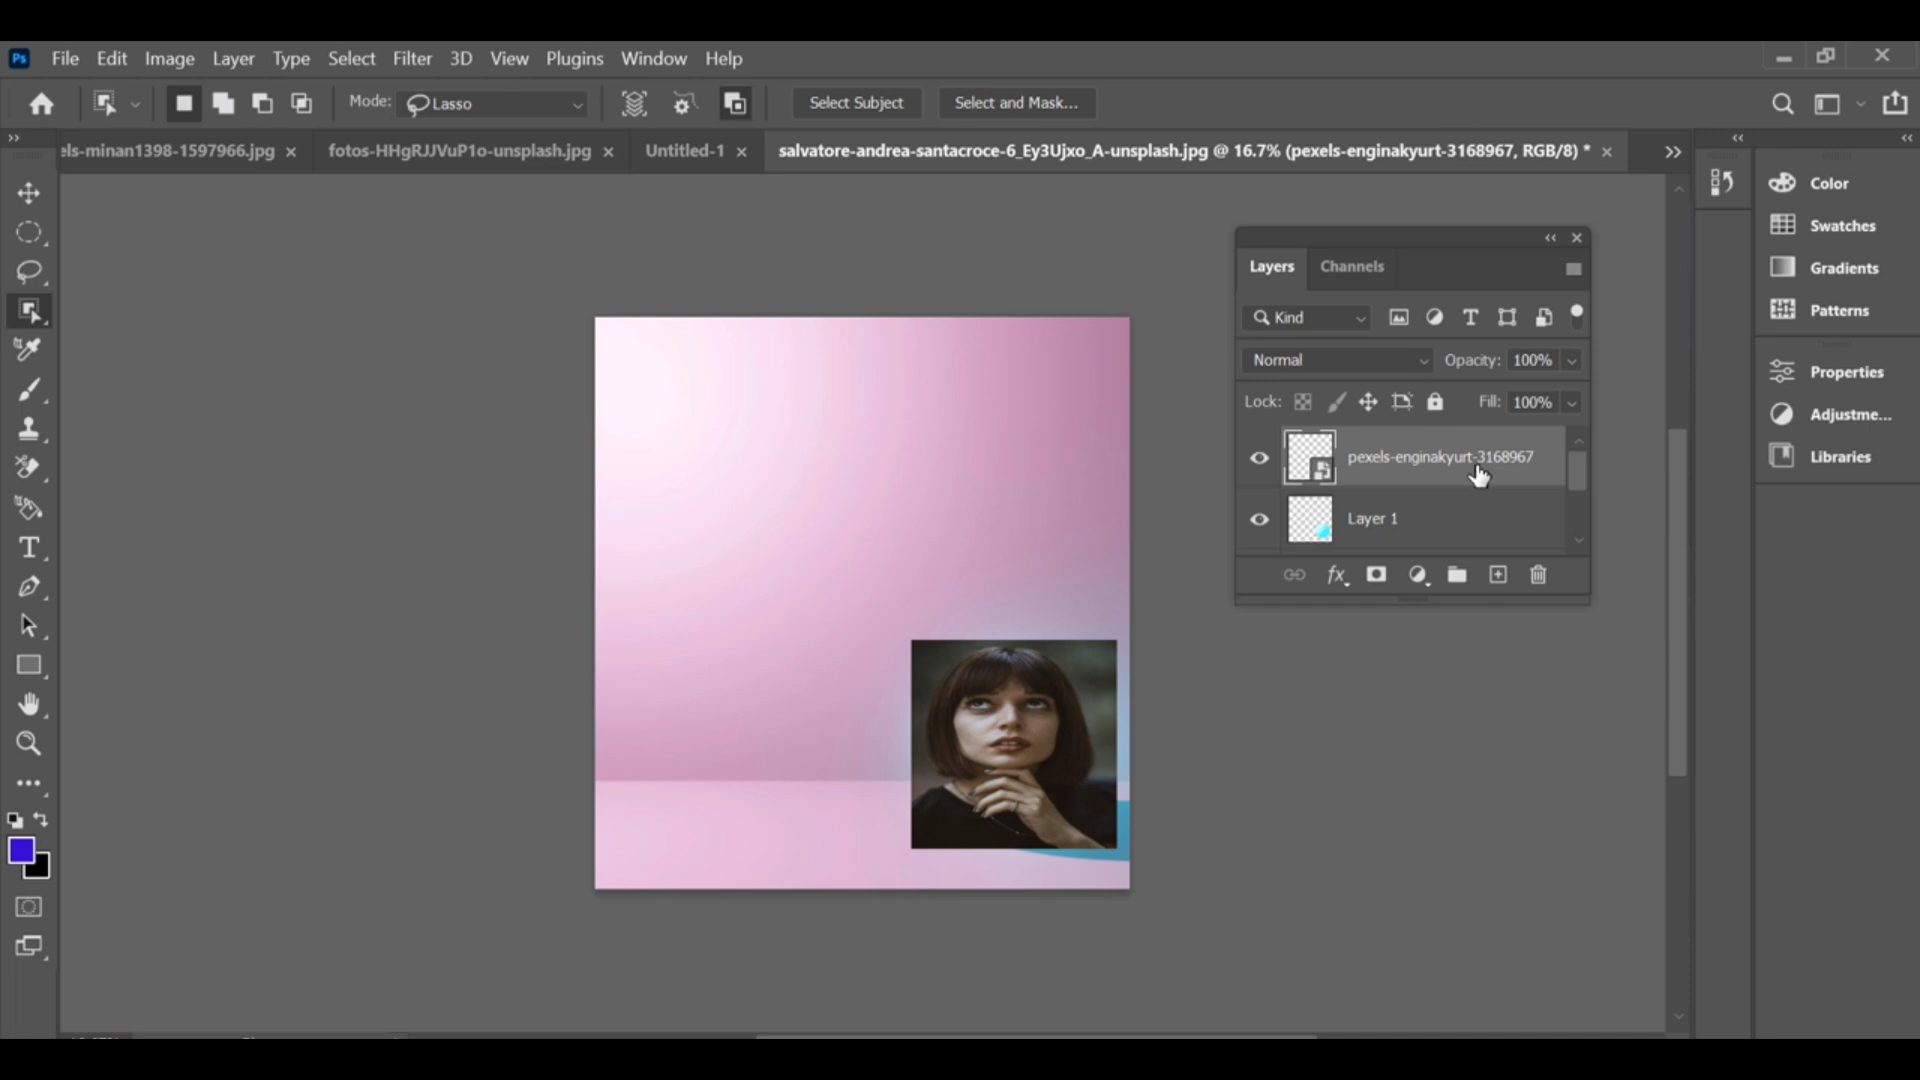 Ps File Edit Image Layer Type Select Filter 3D View Plugins Window Help
Mode: Lasso Select Subject Select and Mask...
els-minan1398-1597966.jpg fotos-HHgRJJVuP1o-unsplash.jpg Untitled-1 salvatore-andrea-santacroce-6_Ey3Ujxo_A-unsplash.jpg @ 16.7% (pexels-enginakyurt-3168967, RGB/8) *
Color
Swatches
Gradients
Patterns
Properties
Adjustme...
Libraries
Layers Channels
Kind
Normal Opacity: 100%
Lock: Fill: 100%
pexels-enginakyurt-3168967
Layer 1
fx